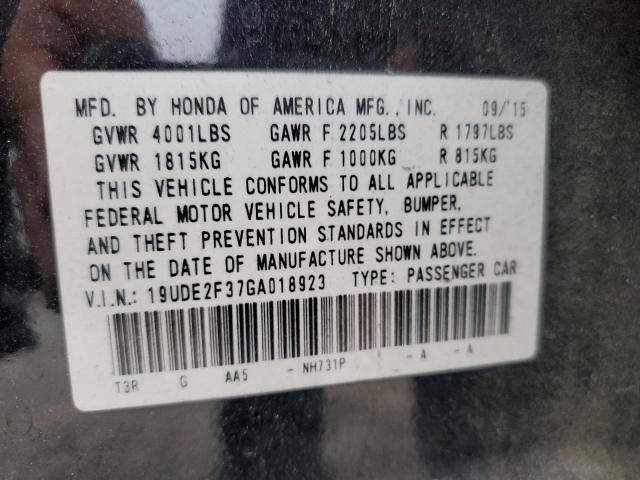 MFD. BY HONDA OF AMERICA MFG., INC. 09/'15
GVWR 4001LBS GAWR F 2205LBS R 1797LBS
GVWR 1815KG GAWR F 1000KG R 815KG
THIS VEHICLE CONFORMS TO ALL APPLICABLE
FEDERAL MOTOR VEHICLE SAFETY, BUMPER,
AND THEFT PREVENTION STANDARDS IN EFFECT
ON THE DATE OF MANUFACTURE SHOWN ABOVE.
V.I.N.: 19UDE2F37GA018923 TYPE: PASSENGER CAR
T3R G AA5 - NH731P - A - A